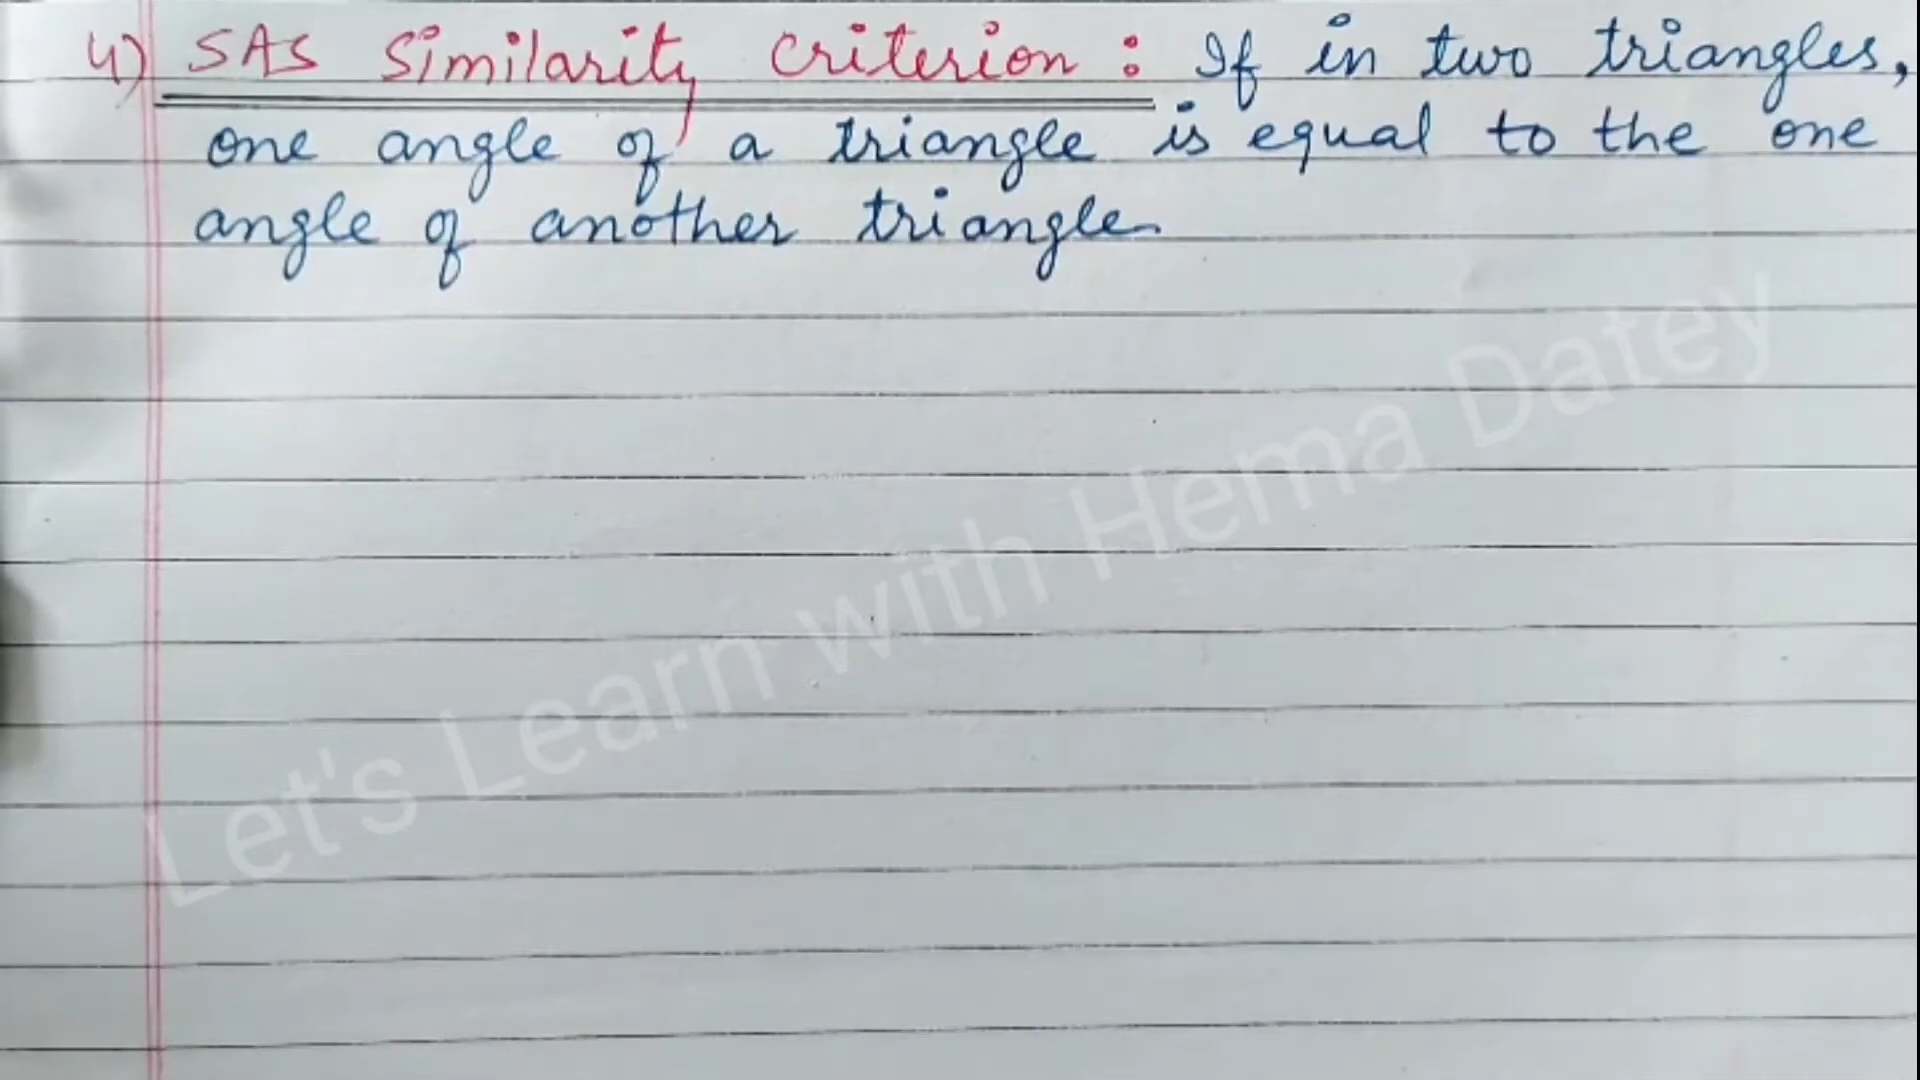 4) SAS Similarity Criterion : If in two triangles,
one angle of a triangle is equal to the one
angle of another triangle
Let's Learn with Hema Datey